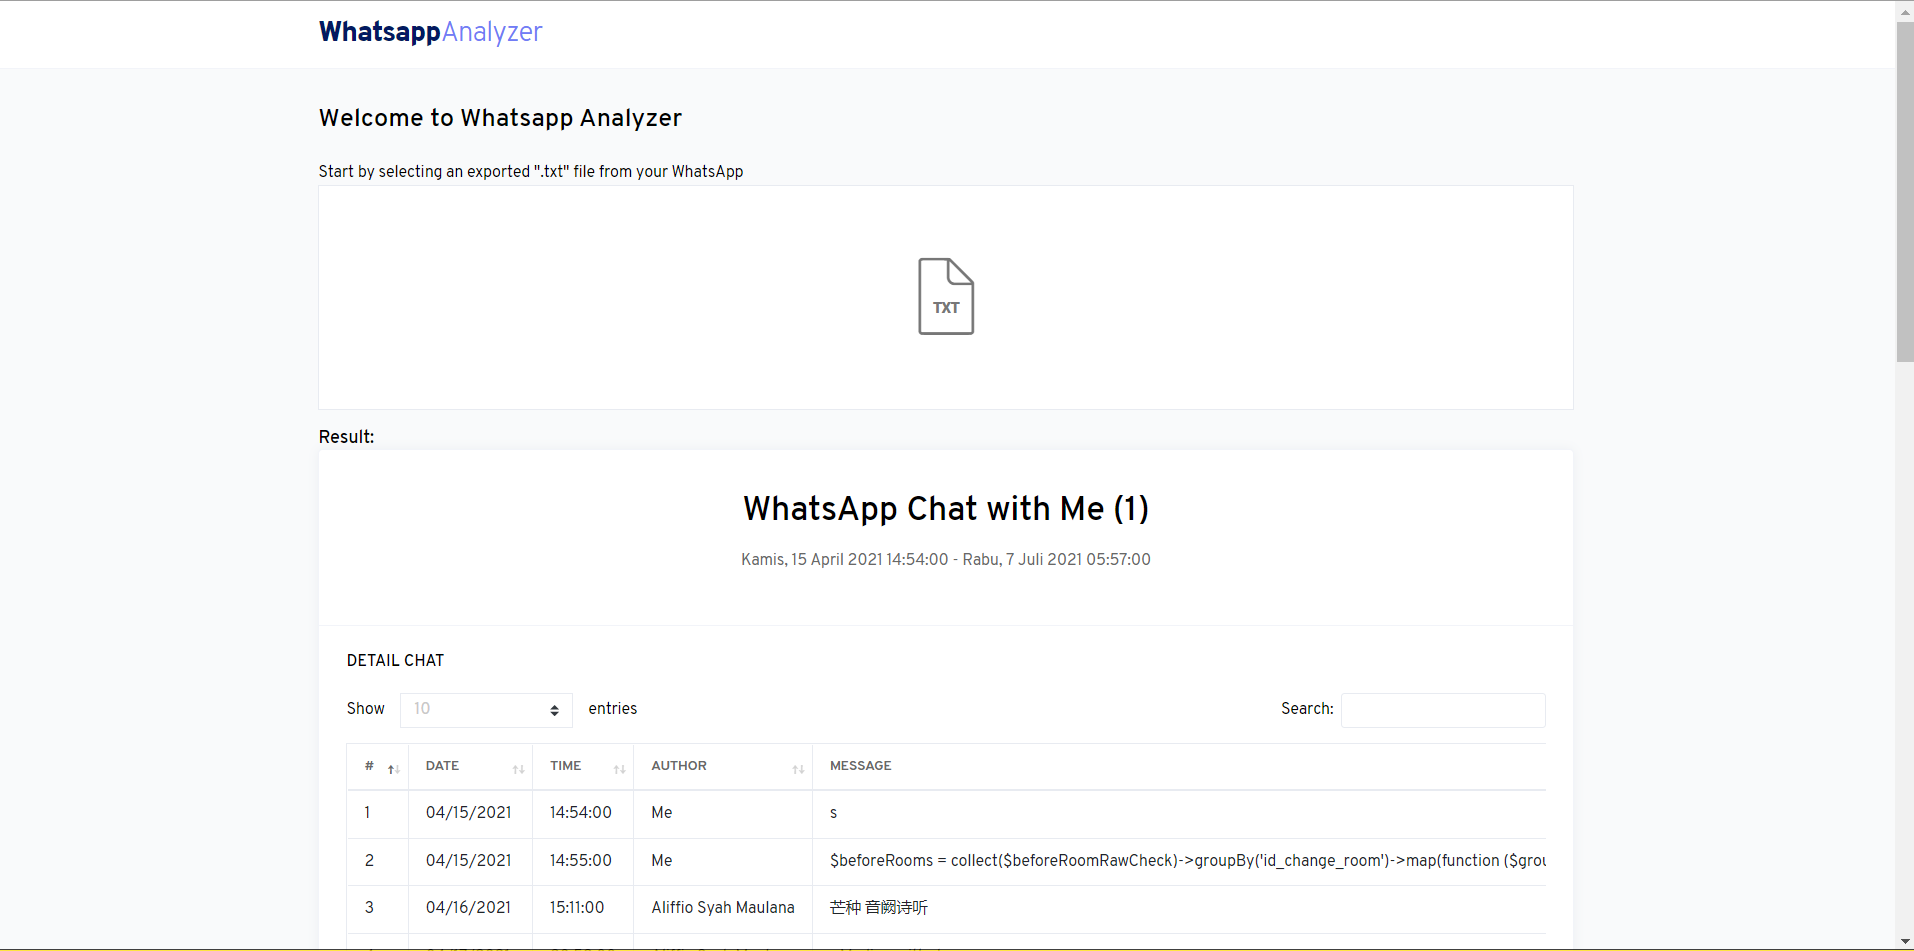 WhatsappAnalyzer
Welcome to Whatsapp Analyzer
Start by selecting an exported ".txt" file from your WhatsApp
TXT
Result:
WhatsApp Chat with Me (1)
Kamis, 15 April 2021 14:54:00 - Rabu, 7 Juli 2021 05:57:00
DETAIL CHAT
Show 10 entries Search:
# DATE TIME AUTHOR MESSAGE
1 04/15/2021 14:54:00 Me s
2 04/15/2021 14:55:00 Me $beforeRooms = collect($beforeRoomRawCheck)->groupBy('id_change_room')->map(function ($grou
3 04/16/2021 15:11:00 Aliffio Syah Maulana 芒种 音阙诗听